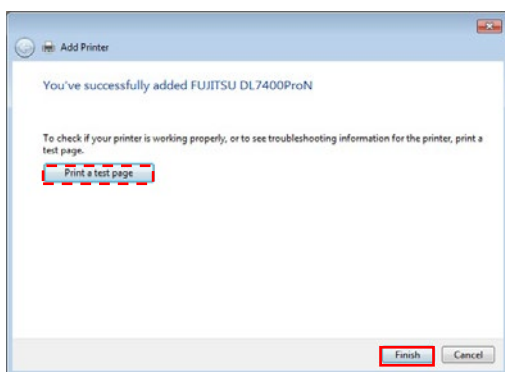 Add Printer
You've successfully added FUJITSU DL7400ProN
To check if your printer is working properly, or to see troubleshooting information for the printer, print a
test page.
Print a test page
Finish Cancel